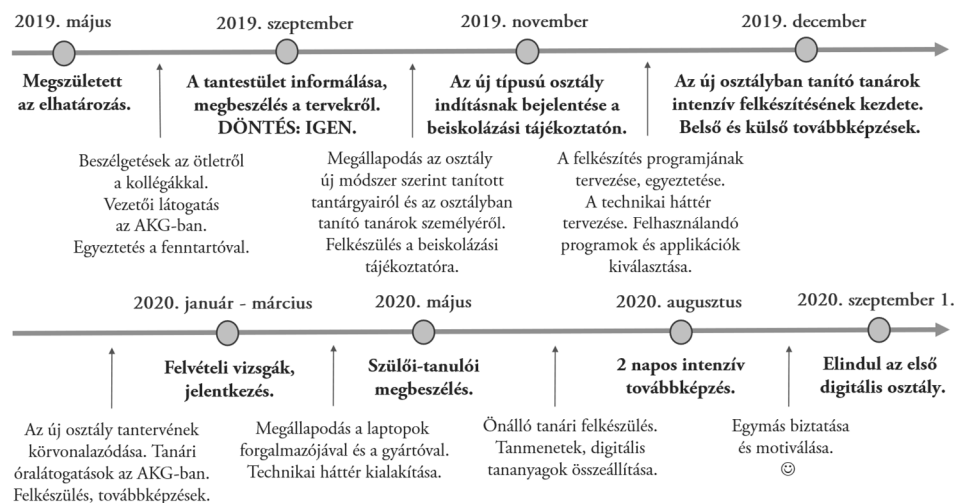 2019. május
Megszületett
az elhatározás.
Beszélgetések az ötletről
a kollégákkal.
Vezetői látogatás
az AKG-ban.
Egyeztetés a fenntartóval.
2019. szeptember
A tantestület informálása,
megbeszélés a tervekről.
DÖNTÉS: IGEN.
Megállapodás az osztály
új módszer szerint tanított
tantárgyairól és az osztályban
tanító tanárok személyéről.
Felkészülés a beiskolázási
tájékoztatóra.
2019. november
Az új típusú osztály
indításnak bejelentése a
beiskolázási tájékoztatón.
A felkészítés programjának
tervezése, egyeztetése.
A technikai háttér
tervezése. Felhasználandó
programok és applikációk
kiválasztása.
2019. december
Az új osztályban tanító tanárok
intenzív felkészítésének kezdete.
Belső és külső továbbképzések.
Az új osztály tantervének
körvonalazódása. Tanári
óralátogatások az AKG-ban.
Felkészülés, továbbképzések.
2020. január - március
Felvételi vizsgák,
jelentkezés.
Megállapodás a laptopok
forgalmazójával és a gyártóval.
Technikai háttér kialakítása.
2020. május
Szülői-tanulói
megbeszélés.
Önálló tanári felkészülés.
Tanmenetek, digitális
tananyagok összeállítása.
2020. augusztus
2 napos intenzív
továbbképzés.
Egymás biztatása
és motiválása.
☺
2020. szeptember 1.
Elindul az első
digitális osztály.